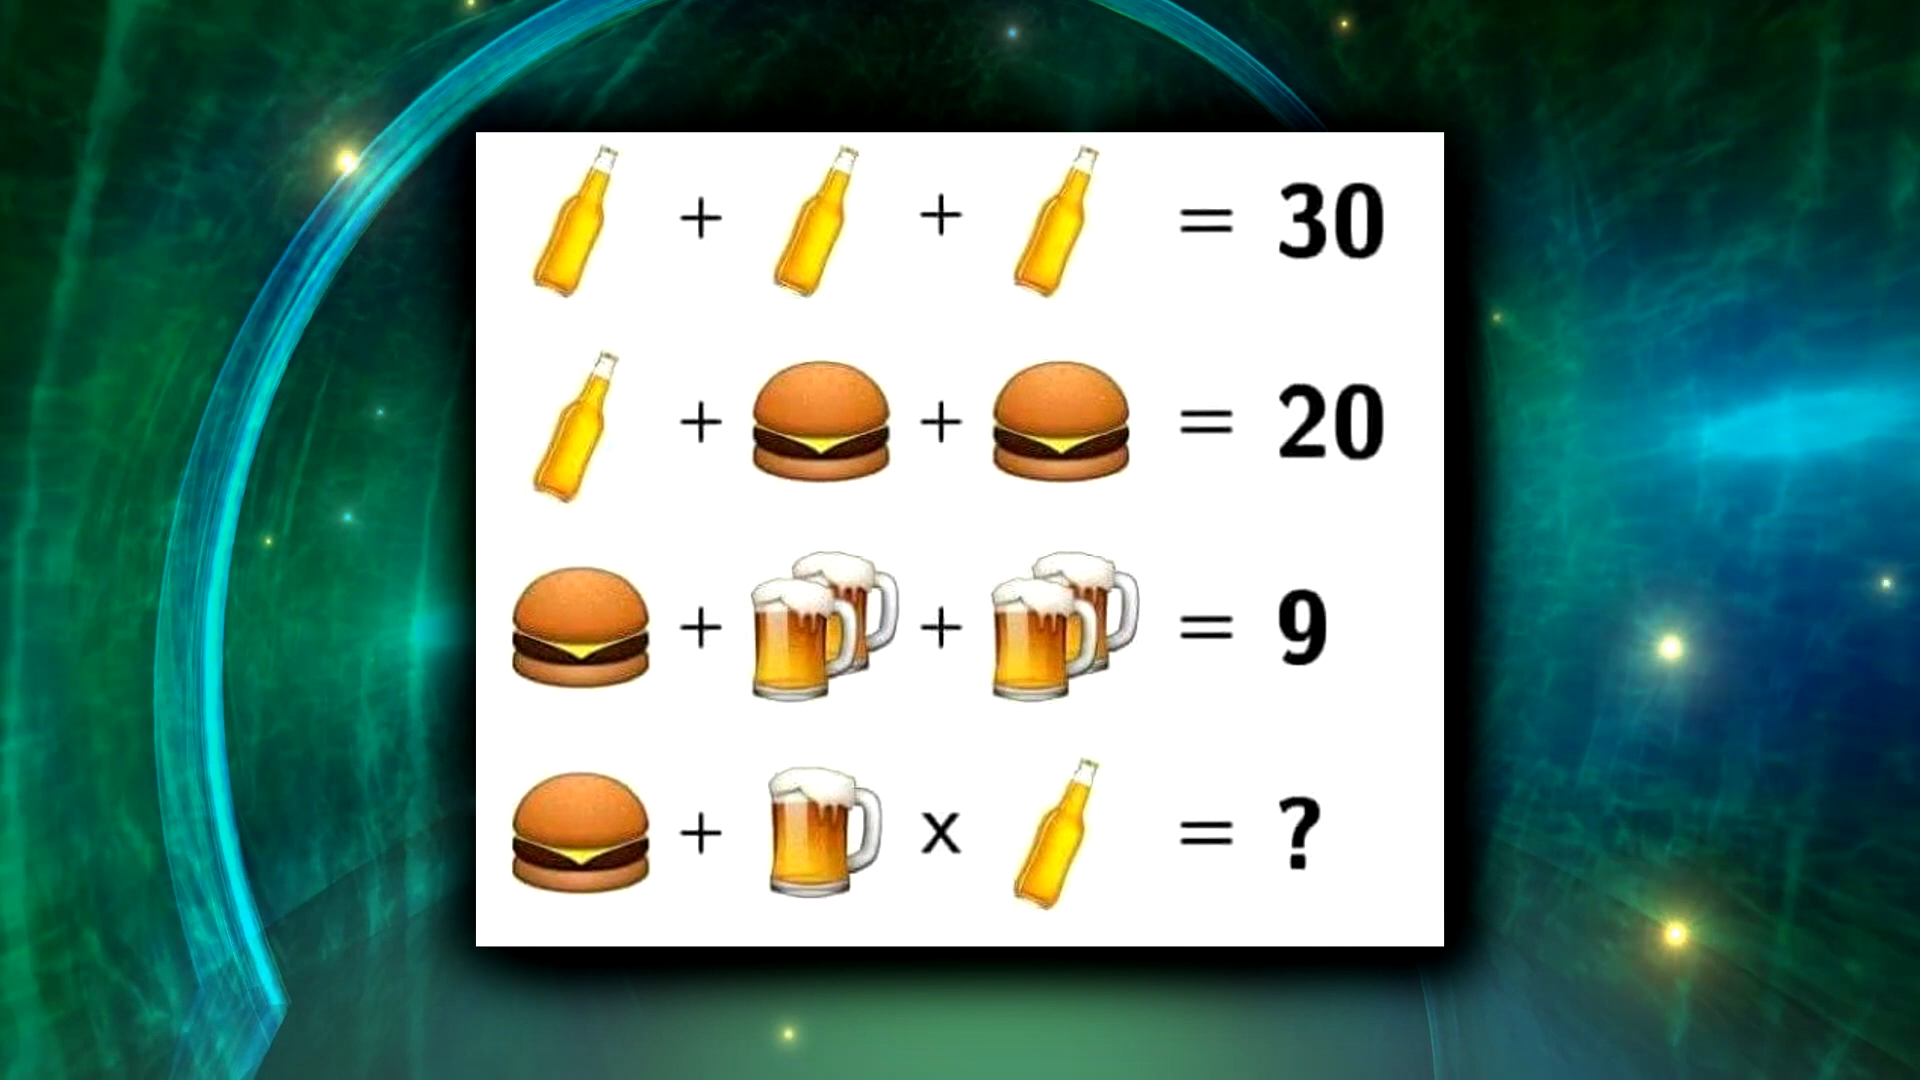 + + = 30
+ + = 20
+ + = 9
+ x = ?